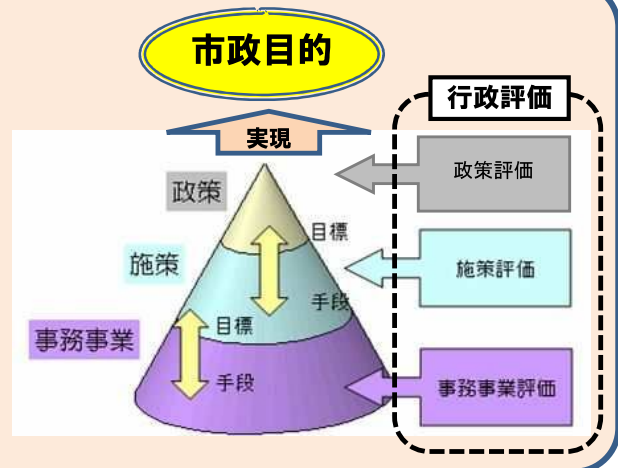 市政目的
行政評価
実現
政策
政策評価
目標
施策
施策評価
手段
目標
事務事業
手段
事務事業評価